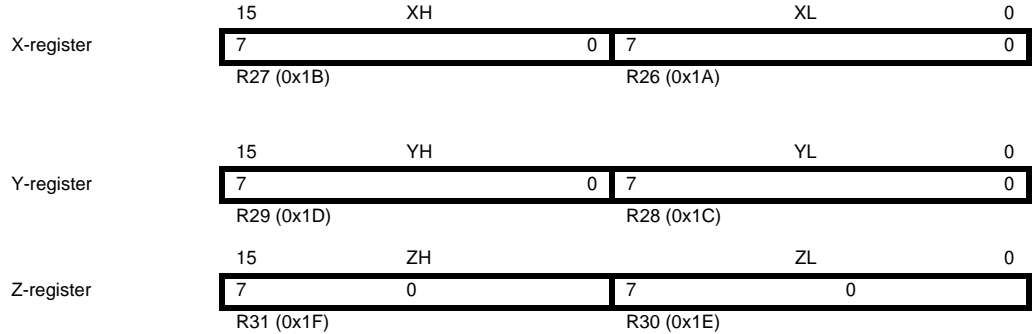 15 XH XL 0
X-register 7 0 7 0
R27 (0x1B) R26 (0x1A)
15 YH YL 0
Y-register 7 0 7 0
R29 (0x1D) R28 (0x1C)
15 ZH ZL 0
Z-register 7 0 7 0
R31 (0x1F) R30 (0x1E)